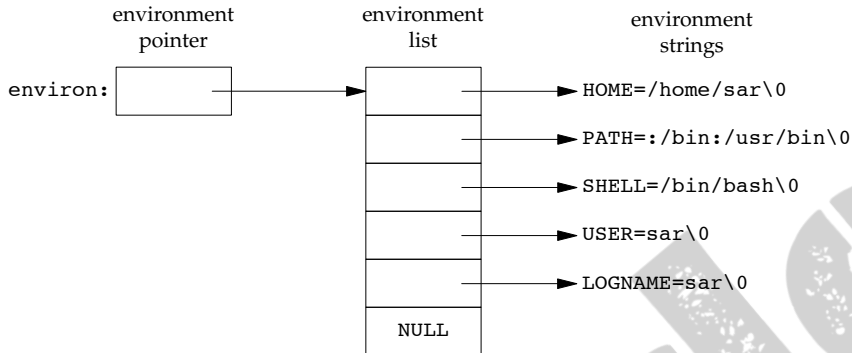 environment pointer
environment list
environment strings
environ:
HOME=/home/sar\0
PATH=:/bin:/usr/bin\0
SHELL=/bin/bash\0
USER=sar\0
LOGNAME=sar\0
NULL